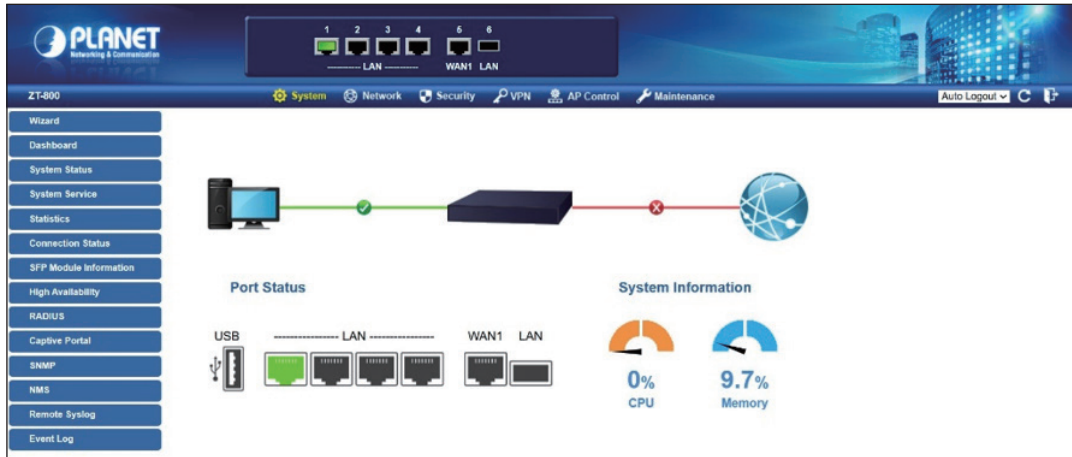 PLANET
Networking & Communication
1 2 3 4 5 6
---------- LAN ---------- WAN1 LAN
ZT-800
System Network Security VPN AP Control Maintenance
Auto Logout
Wizard
Dashboard
System Status
System Service
Statistics
Connection Status
SFP Module Information
High Availability
RADIUS
Captive Portal
SNMP
NMS
Remote Syslog
Event Log
Port Status
USB
---------------- LAN ----------------
WAN1 LAN
System Information
0% 9.7%
CPU Memory